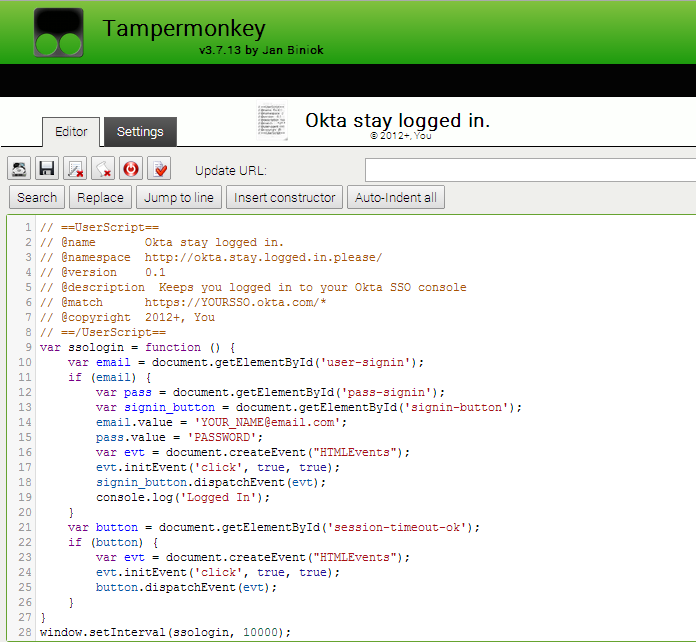 Tampermonkey
v3.7.13 by Jan Biniok
Editor
Settings
Okta stay logged in.
© 2012+, You
Update URL:
Search
Replace
Jump to line
Insert constructor
Auto-Indent all
1 // ==UserScript==
2 // @name       Okta stay logged in.
3 // @namespace  http://okta.stay.logged.in.please/
4 // @version    0.1
5 // @description  Keeps you logged in to your Okta SSO console
6 // @match      https://YOURSSO.okta.com/*
7 // @copyright  2012+, You
8 // ==/UserScript==
9 var ssologin = function () {
10     var email = document.getElementById('user-signin');
11     if (email) {
12         var pass = document.getElementById('pass-signin');
13         var signin_button = document.getElementById('signin-button');
14         email.value = 'YOUR_NAME@email.com';
15         pass.value = 'PASSWORD';
16         var evt = document.createEvent("HTMLEvents");
17         evt.initEvent('click', true, true);
18         signin_button.dispatchEvent(evt);
19         console.log('Logged In');
20     }
21     var button = document.getElementById('session-timeout-ok');
22     if (button) {
23         var evt = document.createEvent("HTMLEvents");
24         evt.initEvent('click', true, true);
25         button.dispatchEvent(evt);
26     }
27 }
28 window.setInterval(ssologin, 10000);